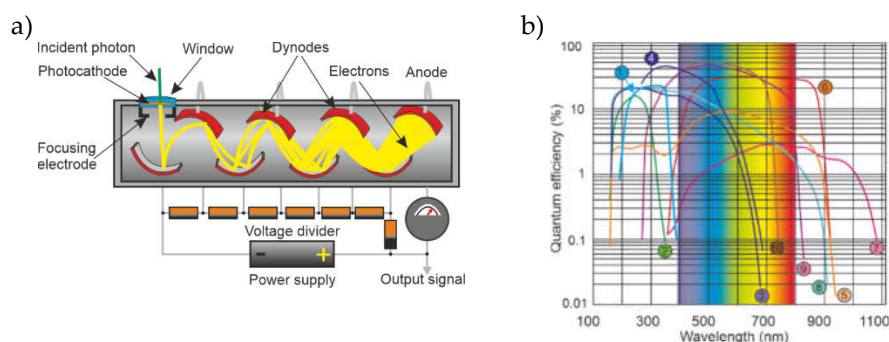 a)
Incident photon
Window
Photocathode
Dynodes
Electrons
Anode
Focusing
electrode
Voltage divider
-
+
Power supply
Output signal
b)
Quantum efficiency (%)
100
10
1
0.1
0.01
1
4
6
2
3
9
8
5
7
100 300 500 700 900 1100
Wavelength (nm)